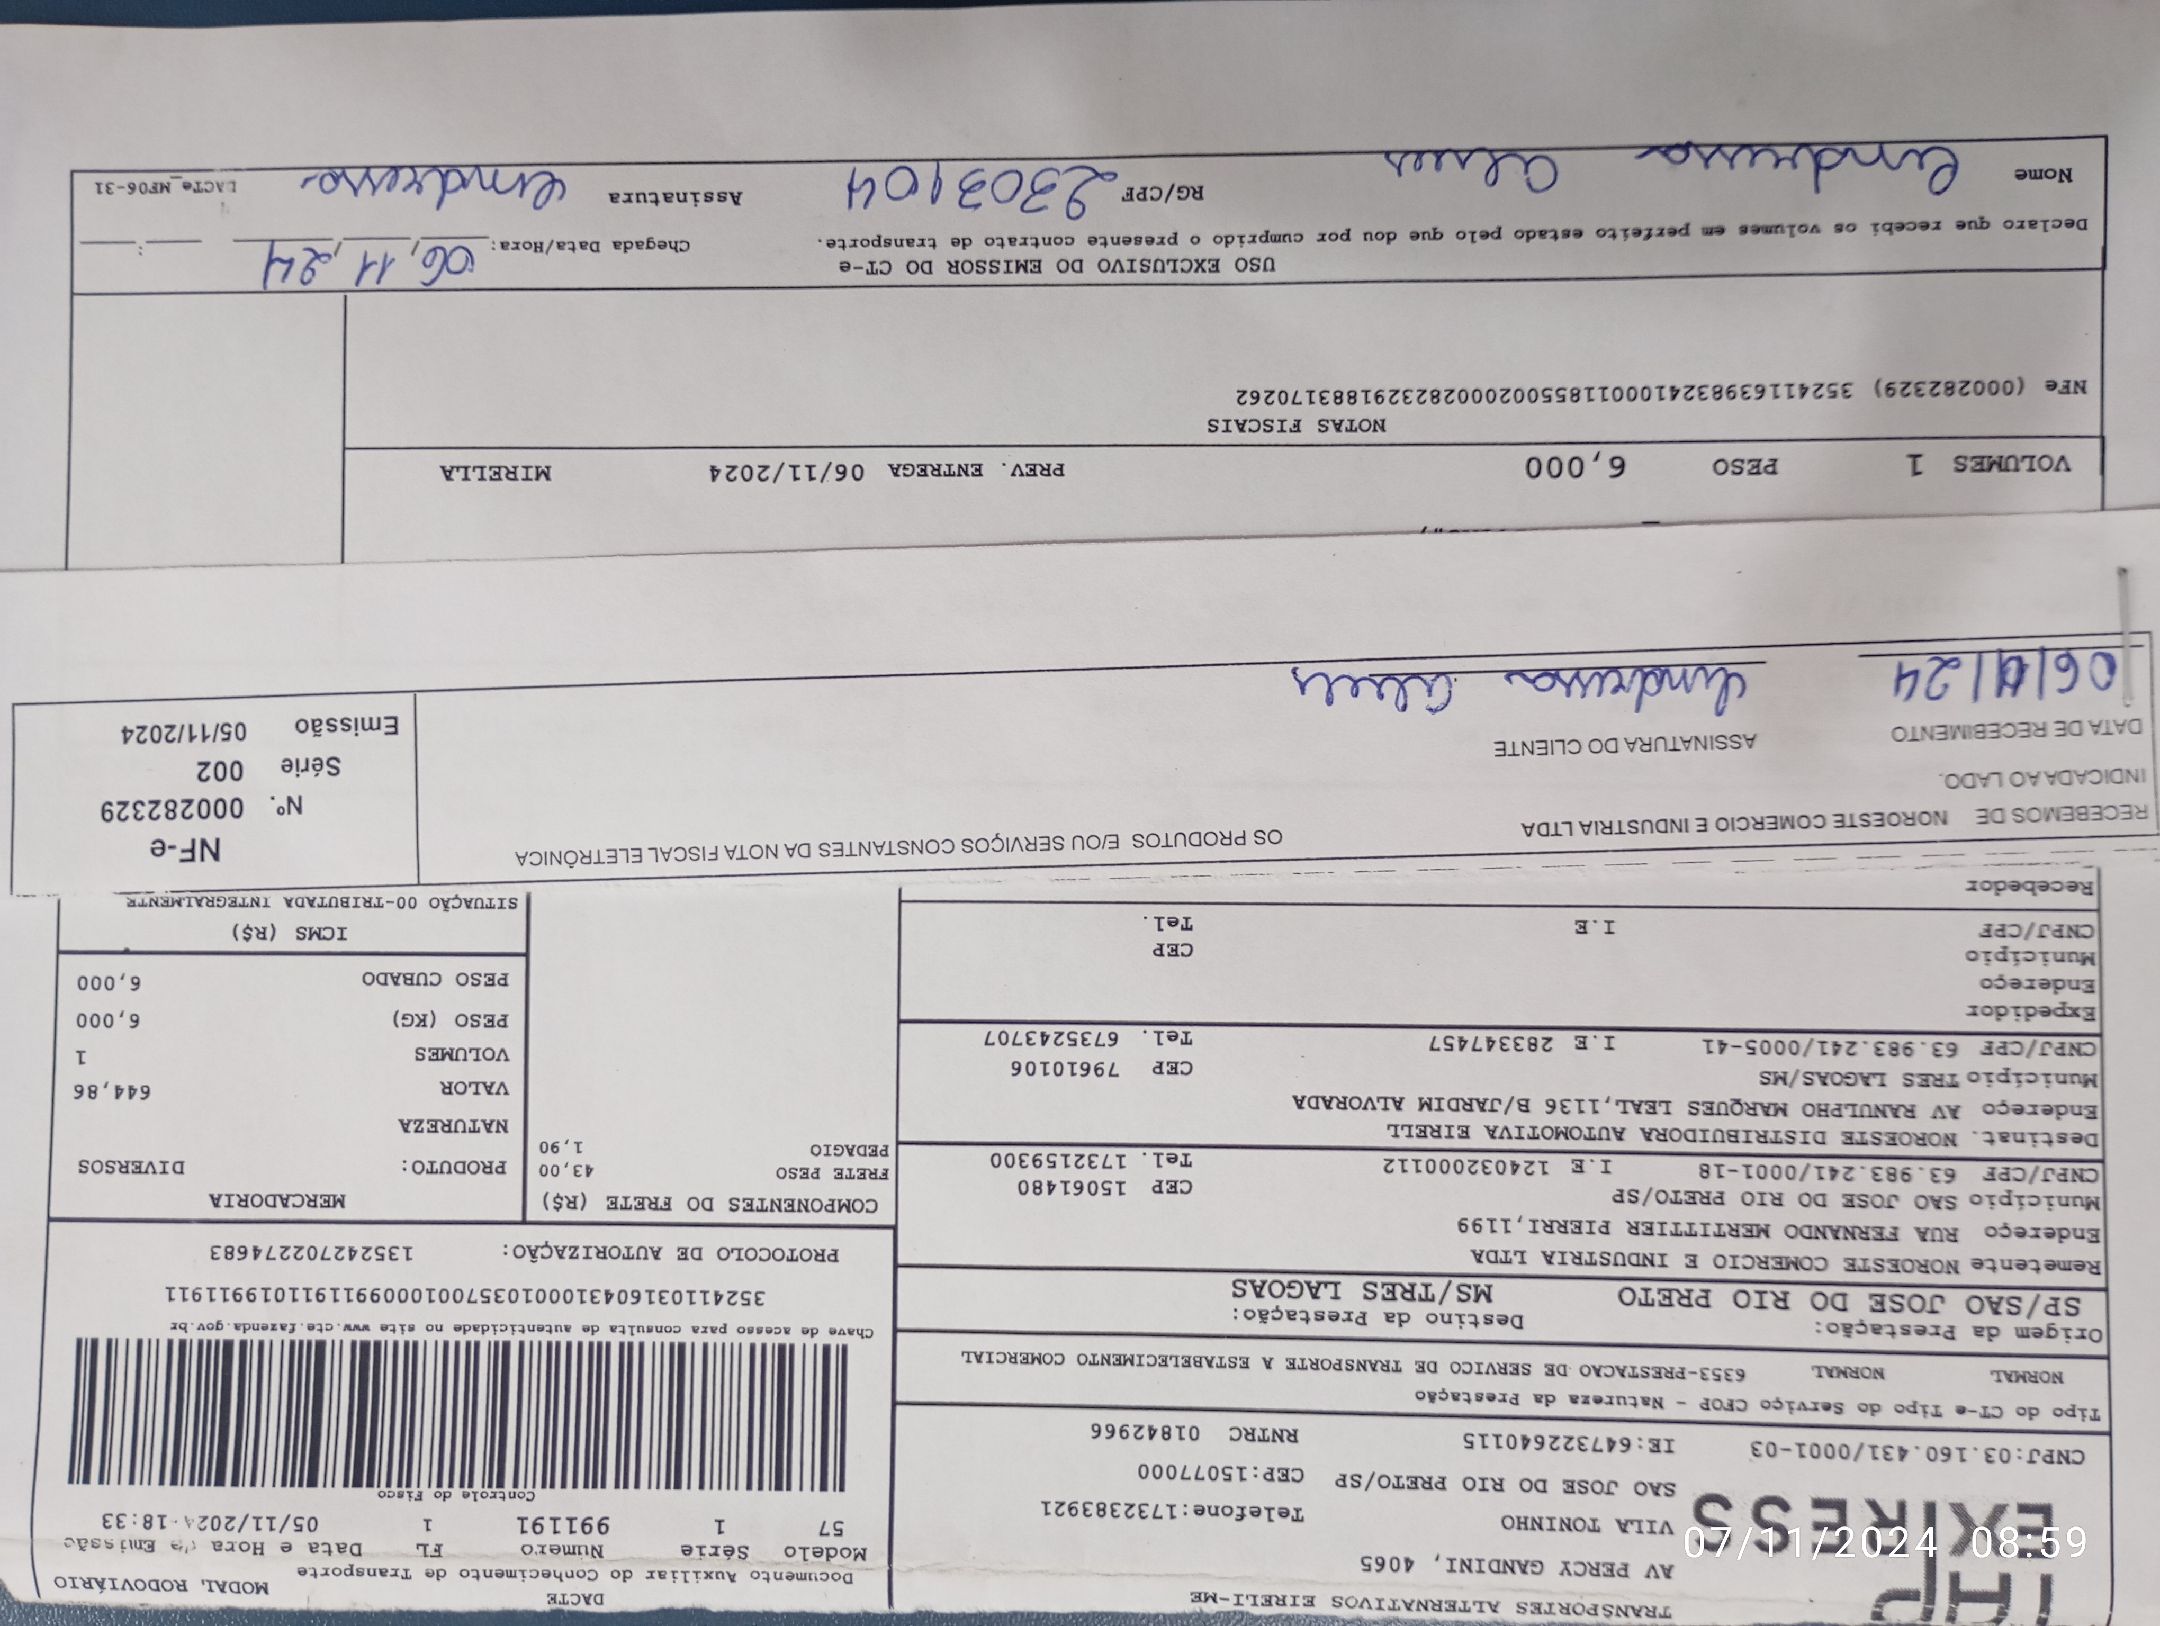 TRANSPORTES ALTERNATIVOS EIRELI-ME
AV PERCY GANDINI, 4065
VILA TONINHO Telefone:1732383921
SAO JOSE DO RIO PRETO/SP CEP:15077000
CNPJ:03.160.431/0001-03 IE:647322640115 RNTRC 01842966
Tipo do CT-e Tipo do Serviço CFOP - Natureza da Prestação
NORMAL NORMAL 6353-PRESTACAO DE SERVICO DE TRANSPORTE A ESTABELECIMENTO COMERCIAL
Origem da Prestação: Destino da Prestação:
SP/SAO JOSE DO RIO PRETO MS/TRES LAGOAS
Remetente NOROESTE COMERCIO E INDUSTRIA LTDA
Endereço RUA FERNANDO MERTITTIER PIERRI,1199
Município SAO JOSE DO RIO PRETO/SP CEP 15061480
CNPJ/CPF 63.983.241/0001-18 I.E 124032000112 Tel. 1732159300
Destinat. NOROESTE DISTRIBUIDORA AUTOMOTIVA EIRELL
Endereço AV RANULPHO MARQUES LEAL,1136 B/JARDIM ALVORADA
Município TRES LAGOAS/MS CEP 79610106
CNPJ/CPF 63.983.241/0005-41 I.E 283347457 Tel. 6735243707
Expedidor
Endereço
Município CEP
CNPJ/CPF I.E Tel.
Recebedor
DACTE MODAL RODOVIÁRIO
Documento Auxiliar do Conhecimento de Transporte
Modelo Série Número FL Data e Hora de Emissão
57 1 991191 1 05/11/2024-18:33
Controle do Fisco
Chave de acesso para consulta de autenticidade no site www.cte.fazenda.gov.br
35241103160431000103570010009911911019911911
PROTOCOLO DE AUTORIZAÇÃO: 135242702274683
COMPONENTES DO FRETE (R$)
FRETE PESO 43,00
PEDAGIO 1,90
MERCADORIA
PRODUTO: DIVERSOS
NATUREZA
VALOR 644,86
VOLUMES 1
PESO (KG) 6,000
PESO CUBADO 6,000
ICMS (R$)
SITUAÇÃO 00-TRIBUTADA INTEGRALMENTE
RECEBEMOS DE NOROESTE COMERCIO E INDUSTRIA LTDA OS PRODUTOS E/OU SERVIÇOS CONSTANTES DA NOTA FISCAL ELETRÔNICA
INDICADA AO LADO.
DATA DE RECEBIMENTO ASSINATURA DO CLIENTE
06/11/24 Andressa Alves
NF-e
Nº. 000282329
Série 002
Emissão 05/11/2024
VOLUMES 1 PESO 6,000 PREV. ENTREGA 06/11/2024 MIRELLA
NOTAS FISCAIS
NFe (000282329) 35241163983241000118550020002823291883170262
USO EXCLUSIVO DO EMISSOR DO CT-e
Declaro que recebi os volumes em perfeito estado pelo que dou por cumprido o presente contrato de transporte.
Chegada Data/Hora: 06,11,24 :
Nome Andressa Alves RG/CPF 2303104 Assinatura Andressa DACTe_MF06-31
07/11/2024 08:59